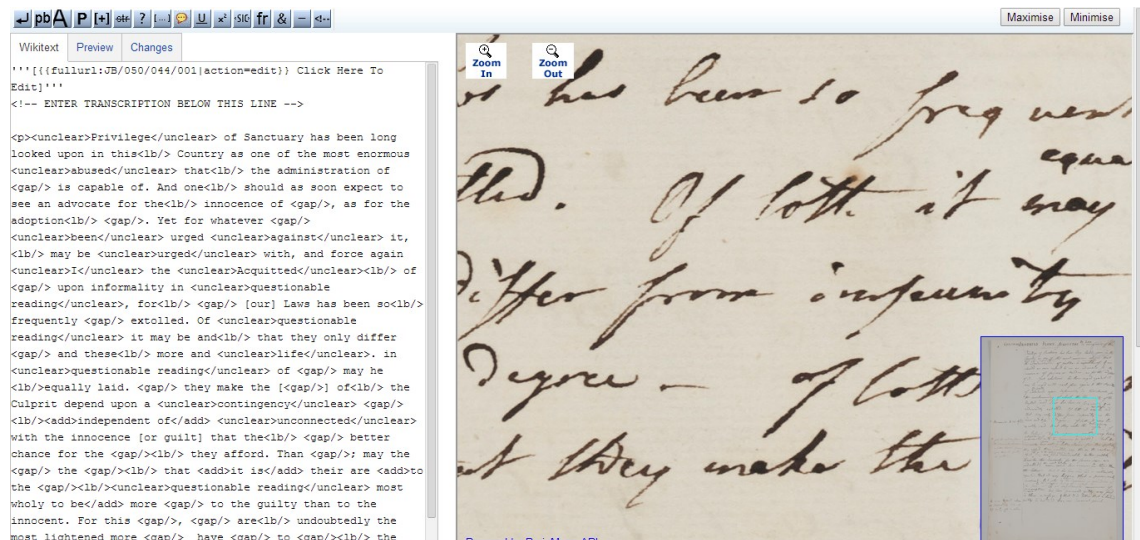 pb A P [+] str ? [...] U x² SIC fr & – <!--
Maximise Minimise
Wikitext Preview Changes
'''[{{fullurl:JB/050/044/001|action=edit}} Click Here To
Edit]'''
<!-- ENTER TRANSCRIPTION BELOW THIS LINE -->
<p><unclear>Privilege</unclear> of Sanctuary has been long
looked upon in this<lb/> Country as one of the most enormous
<unclear>abused</unclear> that<lb/> the administration of
<gap/> is capable of. And one<lb/> should as soon expect to
see an advocate for the<lb/> innocence of <gap/>, as for the
adoption<lb/> <gap/>. Yet for whatever <gap/>
<unclear>been</unclear> urged <unclear>against</unclear> it,
<lb/> may be <unclear>urged</unclear> with, and force again
<unclear>I</unclear> the <unclear>Acquitted</unclear><lb/> of
<gap/> upon informality in <unclear>questionable
reading</unclear>, for<lb/> <gap/> [our] Laws has been so<lb/>
frequently <gap/> extolled. Of <unclear>questionable
reading</unclear> it may be and<lb/> that they only differ
<gap/> and these<lb/> more and <unclear>life</unclear>. in
<unclear>questionable reading</unclear> of <gap/> may he
<lb/>equally laid. <gap/> they make the [<gap/>] of<lb/> the
Culprit depend upon a <unclear>contingency</unclear> <gap/>
<lb/><add>independent of</add> <unclear>unconnected</unclear>
with the innocence [or guilt] that the<lb/> <gap/> better
chance for the <gap/><lb/> they afford. Than <gap/>; may the
<gap/> the <gap/><lb/> that <add>it is</add> their are <add>to
the <gap/><lb/><unclear>questionable reading</unclear> most
wholy to be</add> more <gap/> to the guilty than to the
innocent. For this <gap/>, <gap/> are<lb/> undoubtedly the
most lightened more <gap/> have <gap/> to <gap/><lb/> the
Zoom In Zoom Out
has been so frequent
equa
Of both it may
differ from impunity
degree — of both
they make the